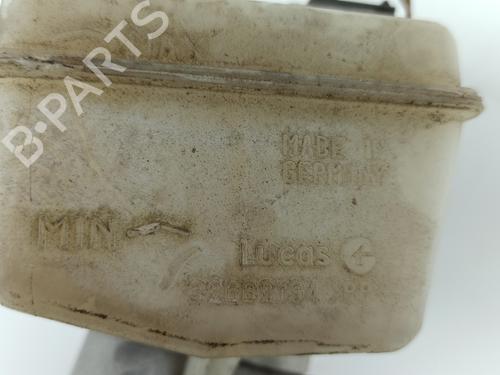 B-PARTS
MADE IN
GERMANY
MIN
Lucas G